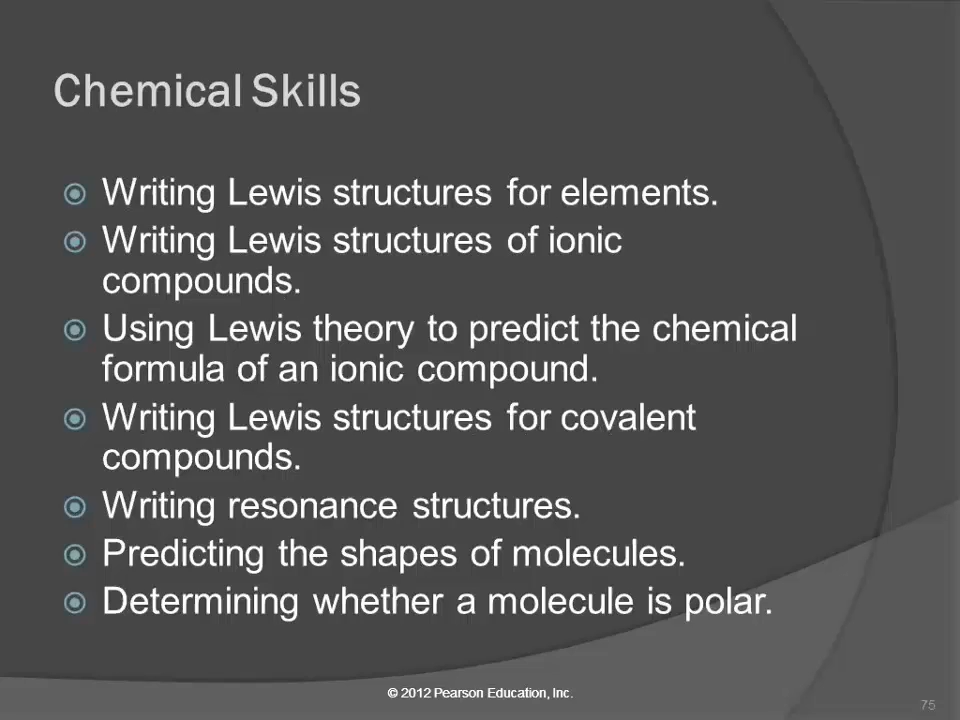 Chemical Skills
Writing Lewis structures for elements.
Writing Lewis structures of ionic
compounds.
Using Lewis theory to predict the chemical
formula of an ionic compound.
Writing Lewis structures for covalent
compounds.
Writing resonance structures.
Predicting the shapes of molecules.
Determining whether a molecule is polar.
© 2012 Pearson Education, Inc.
75